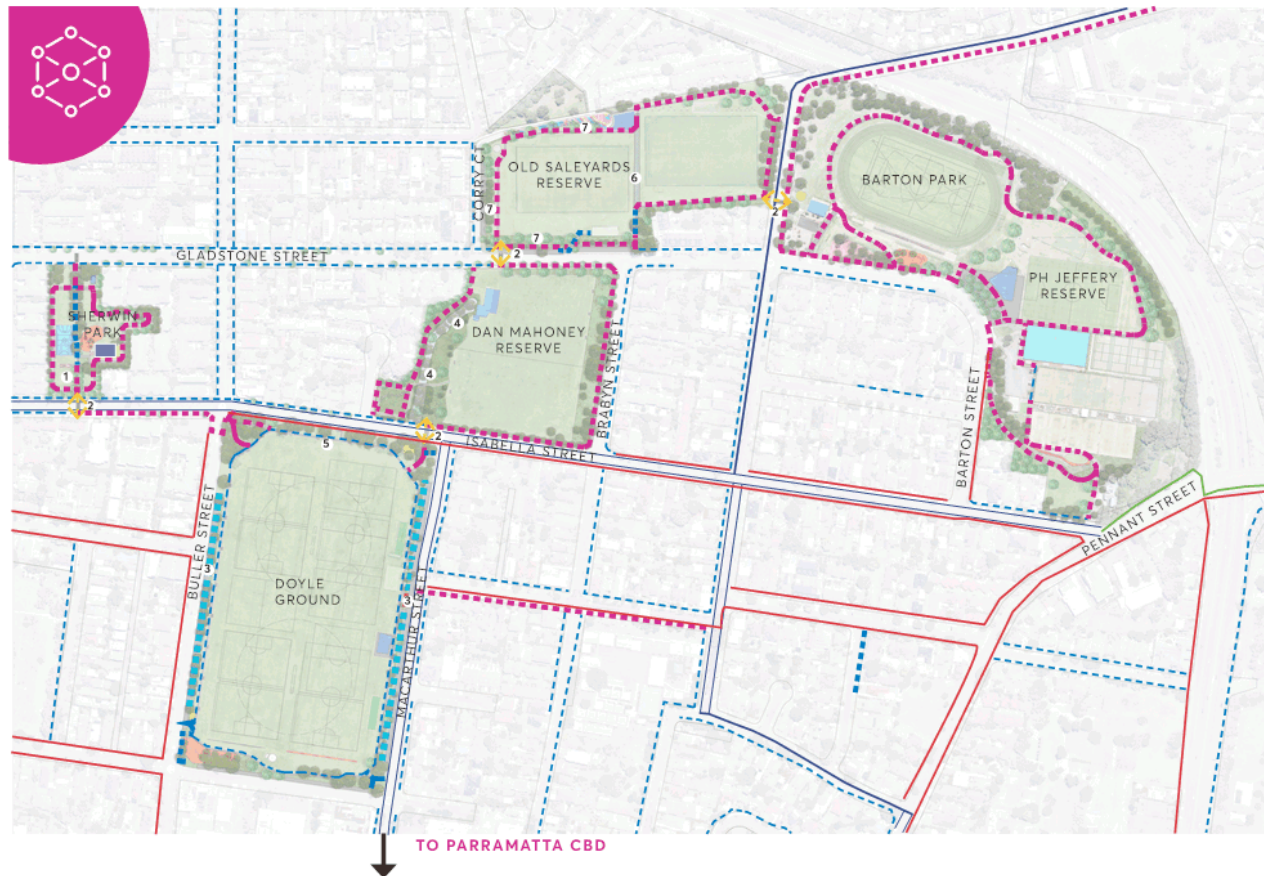 7
OLD SALEYARDS
RESERVE
6
CORRY CT
7
7
BARTON PARK
2
2
GLADSTONE STREET
PH JEFFERY
RESERVE
SHERWIN
PARK
4
DAN MAHONEY
RESERVE
4
BRABYN STREET
1
2
2
ISABELLA STREET
BARTON STREET
5
PENNANT STREET
BULLER STREET
3
DOYLE
GROUND
3
MACARTHUR STREET
TO PARRAMATTA CBD